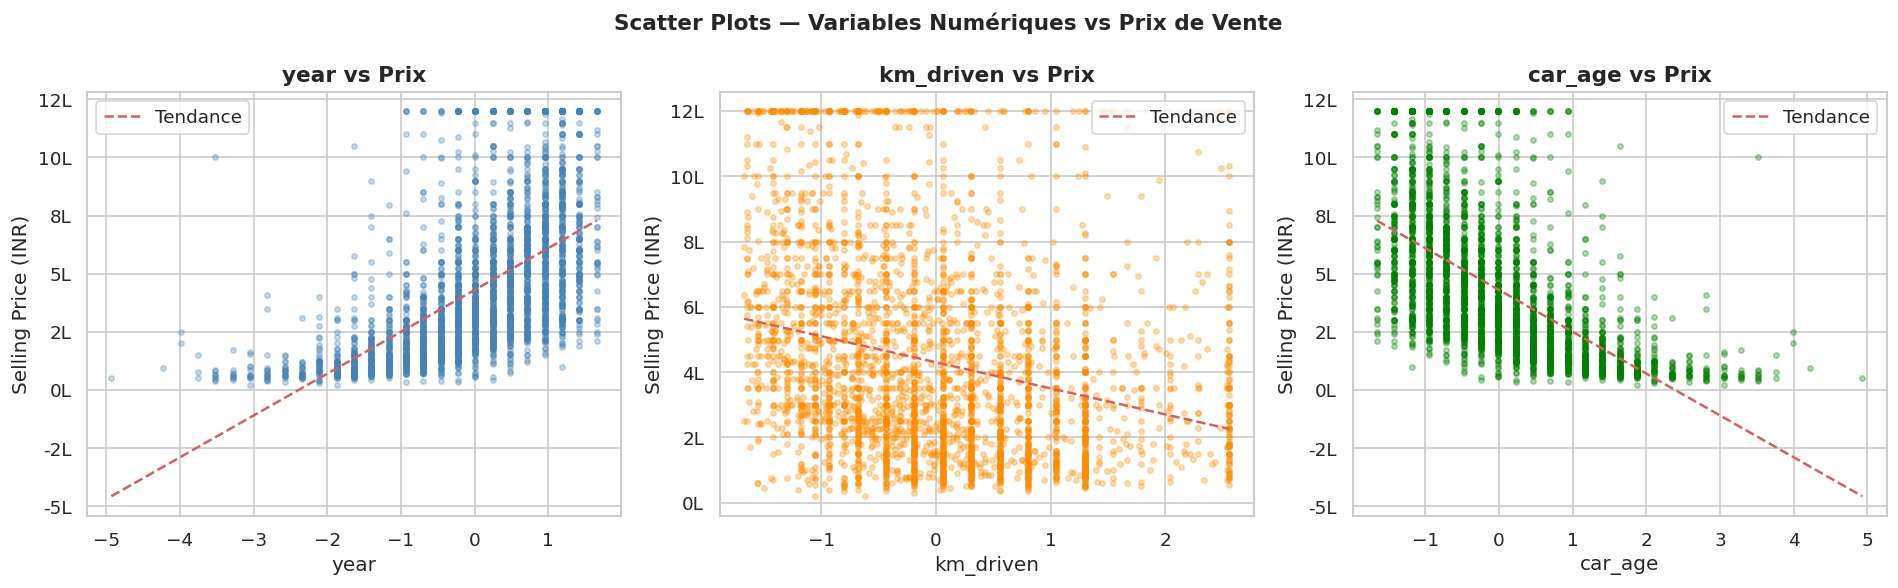 Scatter Plots — Variables Numériques vs Prix de Vente
year vs Prix
12L
10L
8L
5L
2L
0L
-2L
-5L
Selling Price (INR)
Tendance
−5 −4 −3 −2 −1 0 1
year
km_driven vs Prix
12L
10L
8L
6L
4L
2L
0L
Selling Price (INR)
Tendance
−1 0 1 2
km_driven
car_age vs Prix
12L
10L
8L
5L
2L
0L
-2L
-5L
Selling Price (INR)
Tendance
−1 0 1 2 3 4 5
car_age